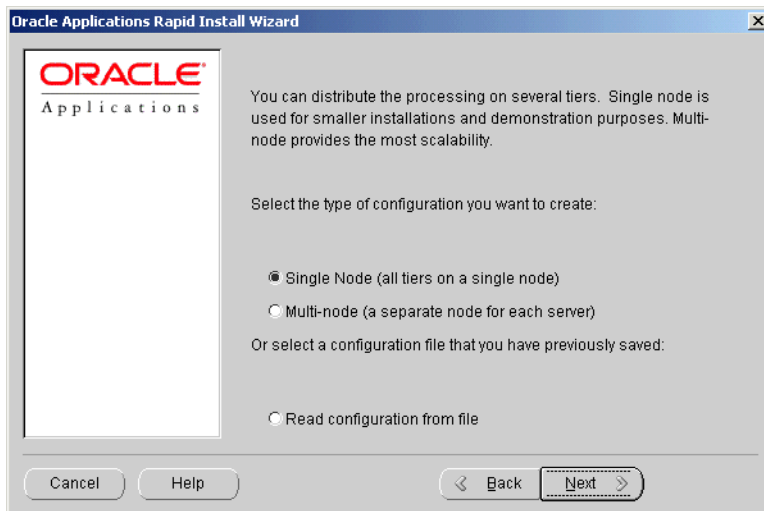 Oracle Applications Rapid Install Wizard
ORACLE
Applications
You can distribute the processing on several tiers. Single node is
used for smaller installations and demonstration purposes. Multi-
node provides the most scalability.
Select the type of configuration you want to create:
Single Node (all tiers on a single node)
Multi-node (a separate node for each server)
Or select a configuration file that you have previously saved:
Read configuration from file
Cancel
Help
Back
Next